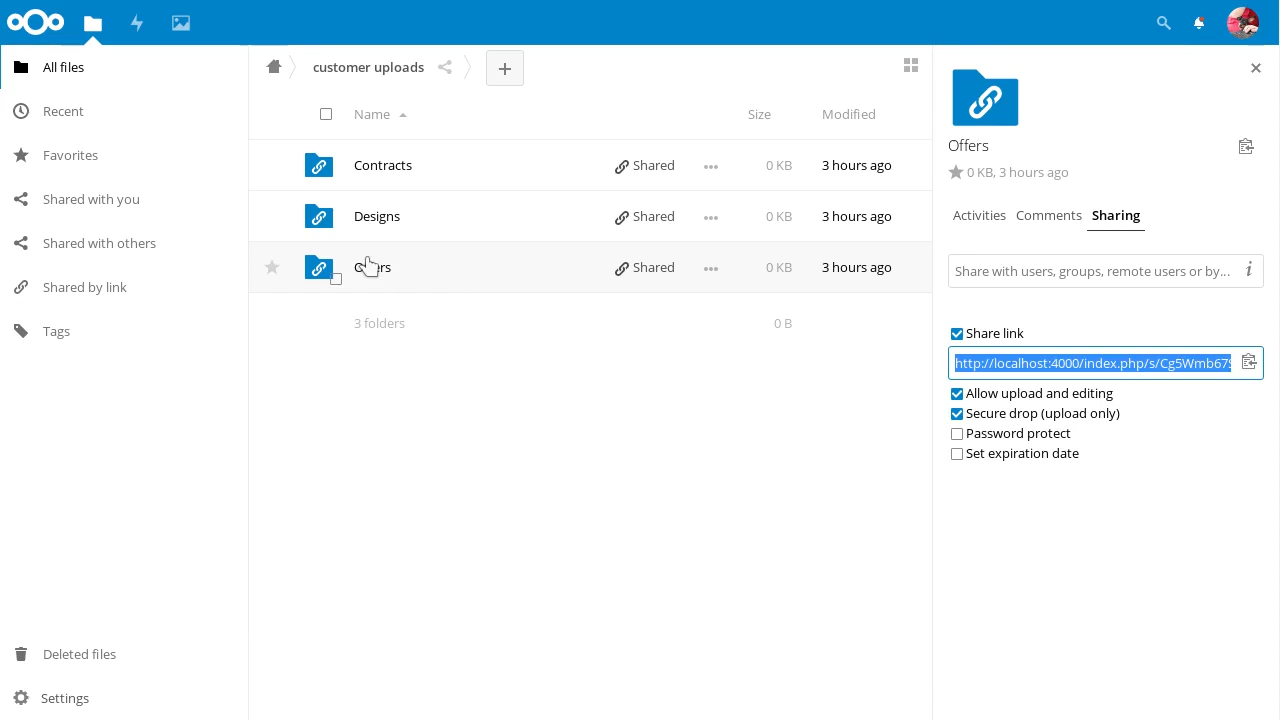 All files
Recent
Favorites
Shared with you
Shared with others
Shared by link
Tags
Deleted files
Settings
customer uploads
+
Name Size Modified
Contracts Shared 0 KB 3 hours ago
Designs Shared 0 KB 3 hours ago
Shared 0 KB 3 hours ago
3 folders 0 B
Offers
0 KB, 3 hours ago
Activities Comments Sharing
Share with users, groups, remote users or by...
Share link
http://localhost:4000/index.php/s/Cg5Wmb67
Allow upload and editing
Secure drop (upload only)
Password protect
Set expiration date